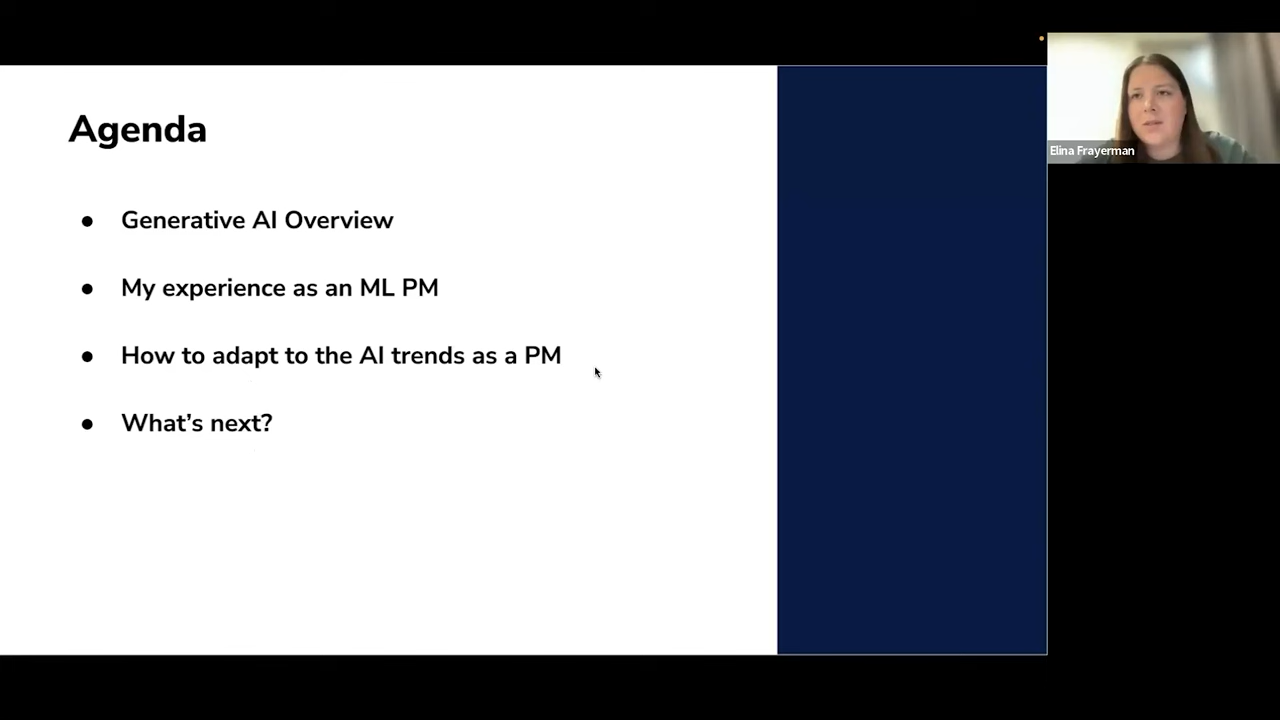 Agenda
● Generative AI Overview
● My experience as an ML PM
● How to adapt to the AI trends as a PM
● What’s next?
Elina Frayerman